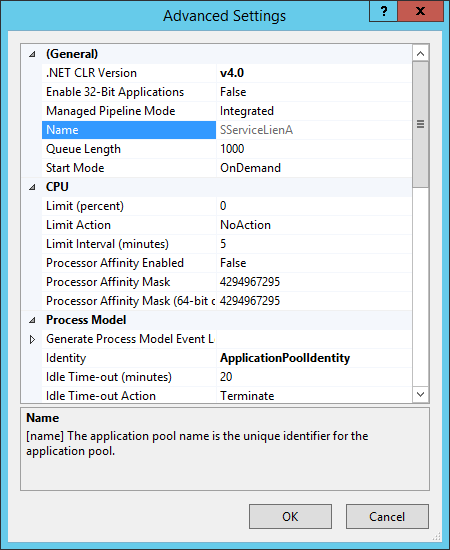 Advanced Settings
? X
(General)
.NET CLR Version v4.0
Enable 32-Bit Applications False
Managed Pipeline Mode Integrated
Name SServiceLienA
Queue Length 1000
Start Mode OnDemand
CPU
Limit (percent) 0
Limit Action NoAction
Limit Interval (minutes) 5
Processor Affinity Enabled False
Processor Affinity Mask 4294967295
Processor Affinity Mask (64-bit o 4294967295
Process Model
Generate Process Model Event L
Identity ApplicationPoolIdentity
Idle Time-out (minutes) 20
Idle Time-out Action Terminate
Name
[name] The application pool name is the unique identifier for the
application pool.
OK Cancel